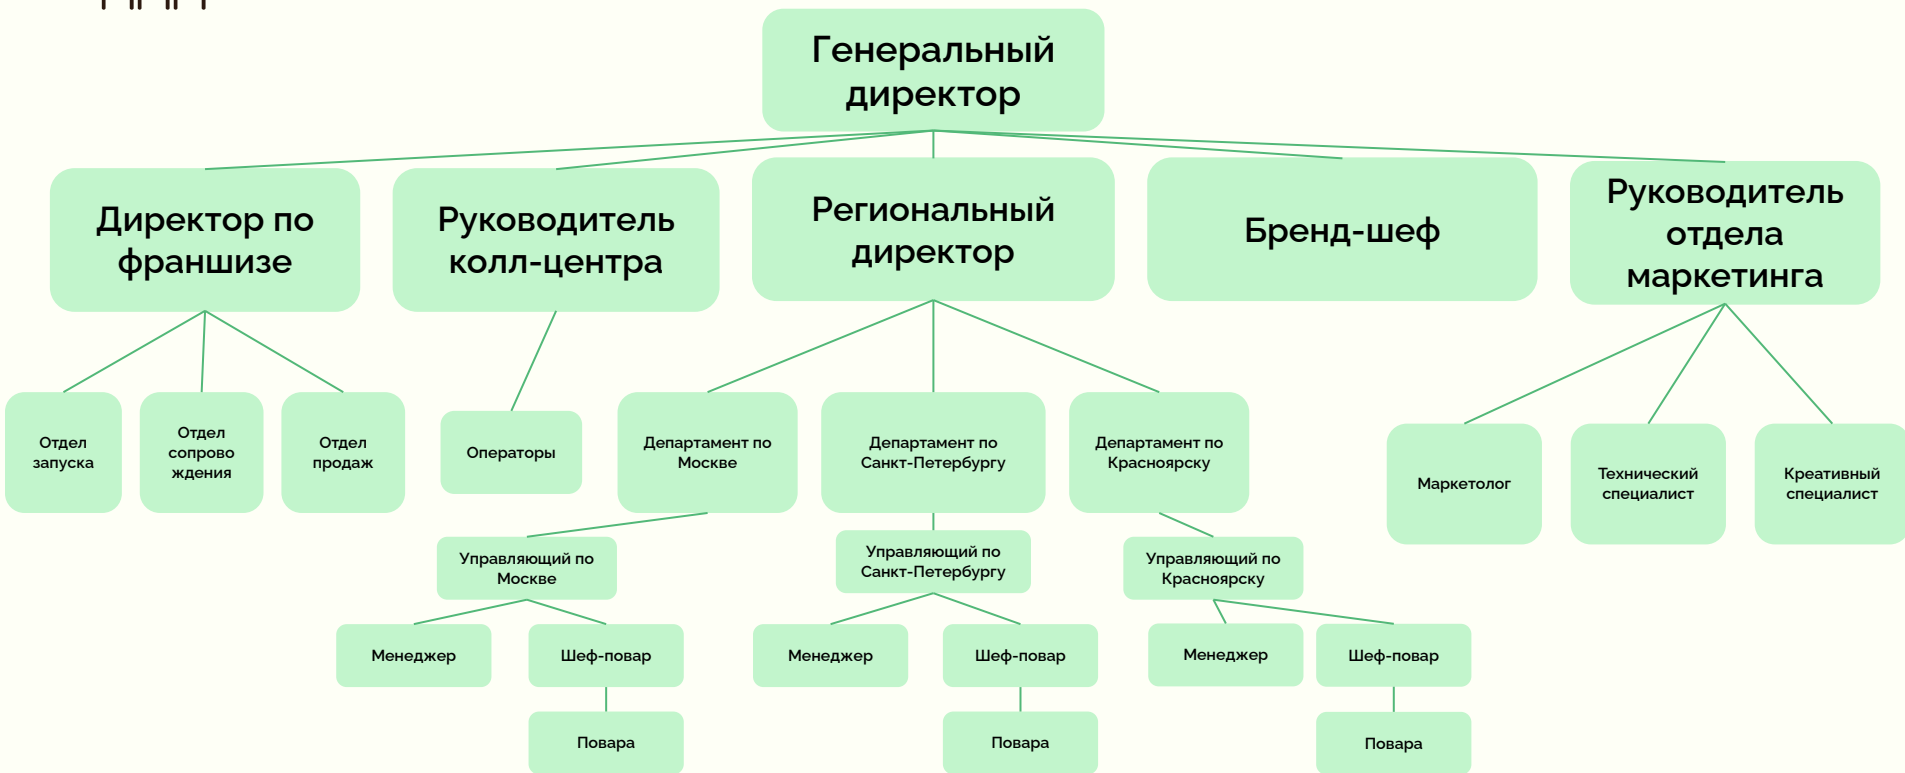 Генеральный
директор
Директор по
франшизе
Руководитель
колл-центра
Региональный
директор
Бренд-шеф
Руководитель
отдела
маркетинга
Отдел
запуска
Отдел
сопрово
ждения
Отдел
продаж
Операторы
Департамент по
Москве
Департамент по
Санкт-Петербургу
Департамент по
Красноярску
Маркетолог
Технический
специалист
Креативный
специалист
Управляющий по
Москве
Управляющий по
Санкт-Петербургу
Управляющий по
Красноярску
Менеджер
Шеф-повар
Менеджер
Шеф-повар
Менеджер
Шеф-повар
Повара
Повара
Повара